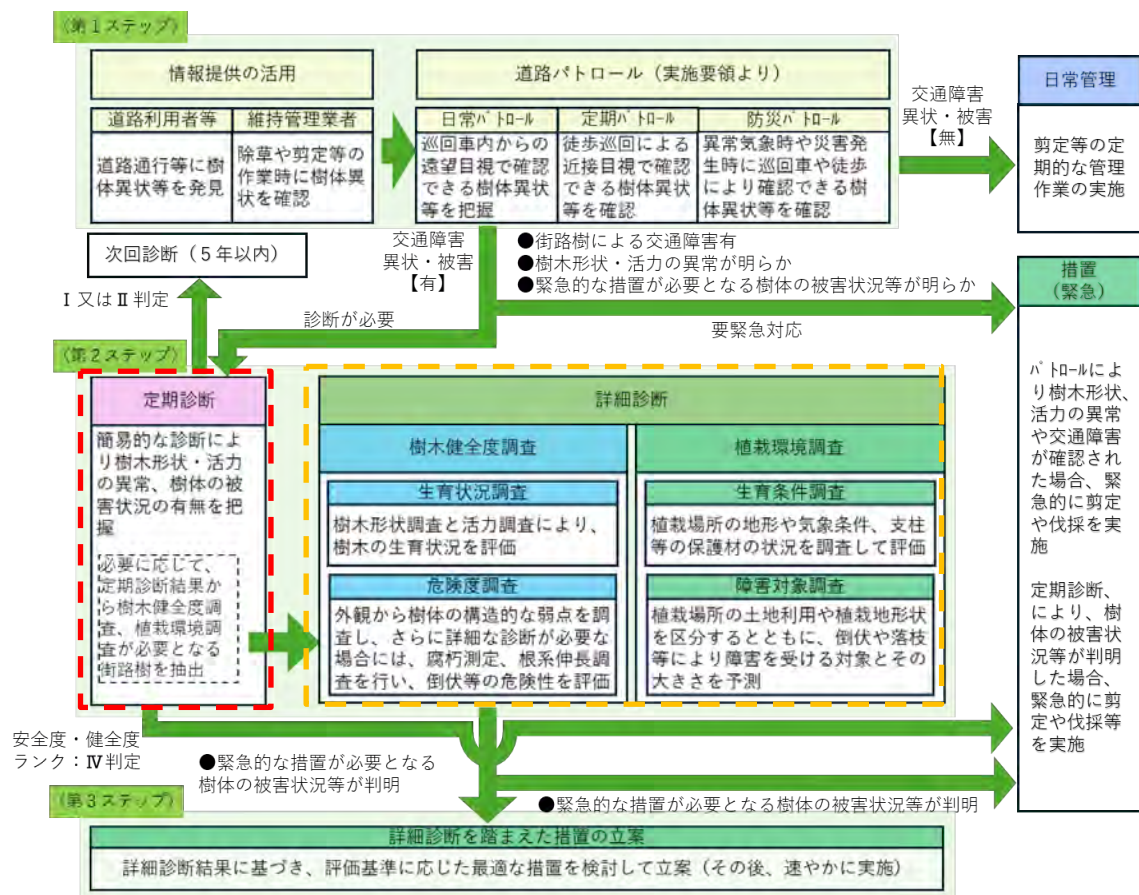 〈第1ステップ〉
情報提供の活用
道路利用者等
道路通行等に樹
体異状等を発見
維持管理業者
除草や剪定等の
作業時に樹体異
状を確認
道路パトロール（実施要領より）
日常ﾊﾟﾄﾛｰﾙ
巡回車内からの
遠望目視で確認
できる樹体異状
等を把握
定期ﾊﾟﾄﾛｰﾙ
徒歩巡回による
近接目視で確認
できる樹体異状
等を確認
防災ﾊﾟﾄﾛｰﾙ
異常気象時や災害発
生時に巡回車や徒歩
により確認できる樹
体異状等を確認
交通障害
異状・被害
【無】
日常管理
剪定等の定
期的な管理
作業の実施
次回診断（５年以内）
Ⅰ又はⅡ判定
交通障害
異状・被害
【有】
●街路樹による交通障害有
●樹木形状・活力の異常が明らか
●緊急的な措置が必要となる樹体の被害状況等が明らか
診断が必要
要緊急対応
措置
（緊急）
ﾊﾟﾄﾛｰﾙによ
り樹木形状、
活力の異常
や交通障害
が確認され
た場合、緊
急的に剪定
や伐採を実
施
定期診断、
により、樹
体の被害状
況等が判明
した場合、
緊急的に剪
定や伐採等
を実施
〈第2ステップ〉
定期診断
簡易的な診断によ
り樹木形状・活力
の異常、樹体の被
害状況の有無を把
握
必要に応じて、
定期診断結果か
ら樹木健全度調
査、植栽環境調
査が必要となる
街路樹を抽出
詳細診断
樹木健全度調査
生育状況調査
樹木形状調査と活力調査により、
樹木の生育状況を評価
危険度調査
外観から樹体の構造的な弱点を調
査し、さらに詳細な診断が必要な
場合には、腐朽測定、根系伸長調
査を行い、倒伏等の危険性を評価
植栽環境調査
生育条件調査
植栽場所の地形や気象条件、支柱
等の保護材の状況を調査して評価
障害対象調査
植栽場所の土地利用や植栽地形状
を区分するとともに、倒伏や落枝
等により障害を受ける対象とその
大きさを予測
安全度・健全度
ランク：Ⅳ判定
●緊急的な措置が必要となる
樹体の被害状況等が判明
●緊急的な措置が必要となる樹体の被害状況等が判明
〈第3ステップ〉
詳細診断を踏まえた措置の立案
詳細診断結果に基づき、評価基準に応じた最適な措置を検討して立案（その後、速やかに実施）